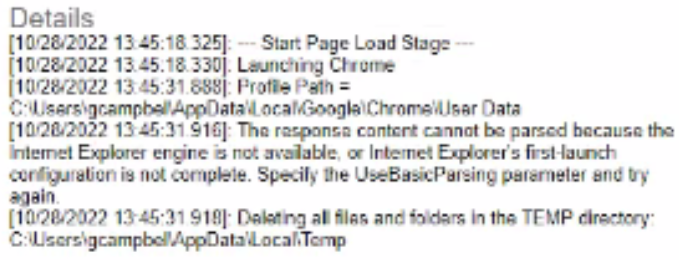 Details
[10/28/2022 13:45:18.325]: --- Start Page Load Stage ---
[10/28/2022 13:45:18.330]: Launching Chrome
[10/28/2022 13:45:31.888]: Profile Path =
C:\Users\gcampbell\AppData\Local\Google\Chrome\User Data
[10/28/2022 13:45:31.916]: The response content cannot be parsed because the
Internet Explorer engine is not available, or Internet Explorer's first-launch
configuration is not complete. Specify the UseBasicParsing parameter and try
again.
[10/28/2022 13:45:31.918]: Deleting all files and folders in the TEMP directory:
C:\Users\gcampbell\AppData\Local\Temp